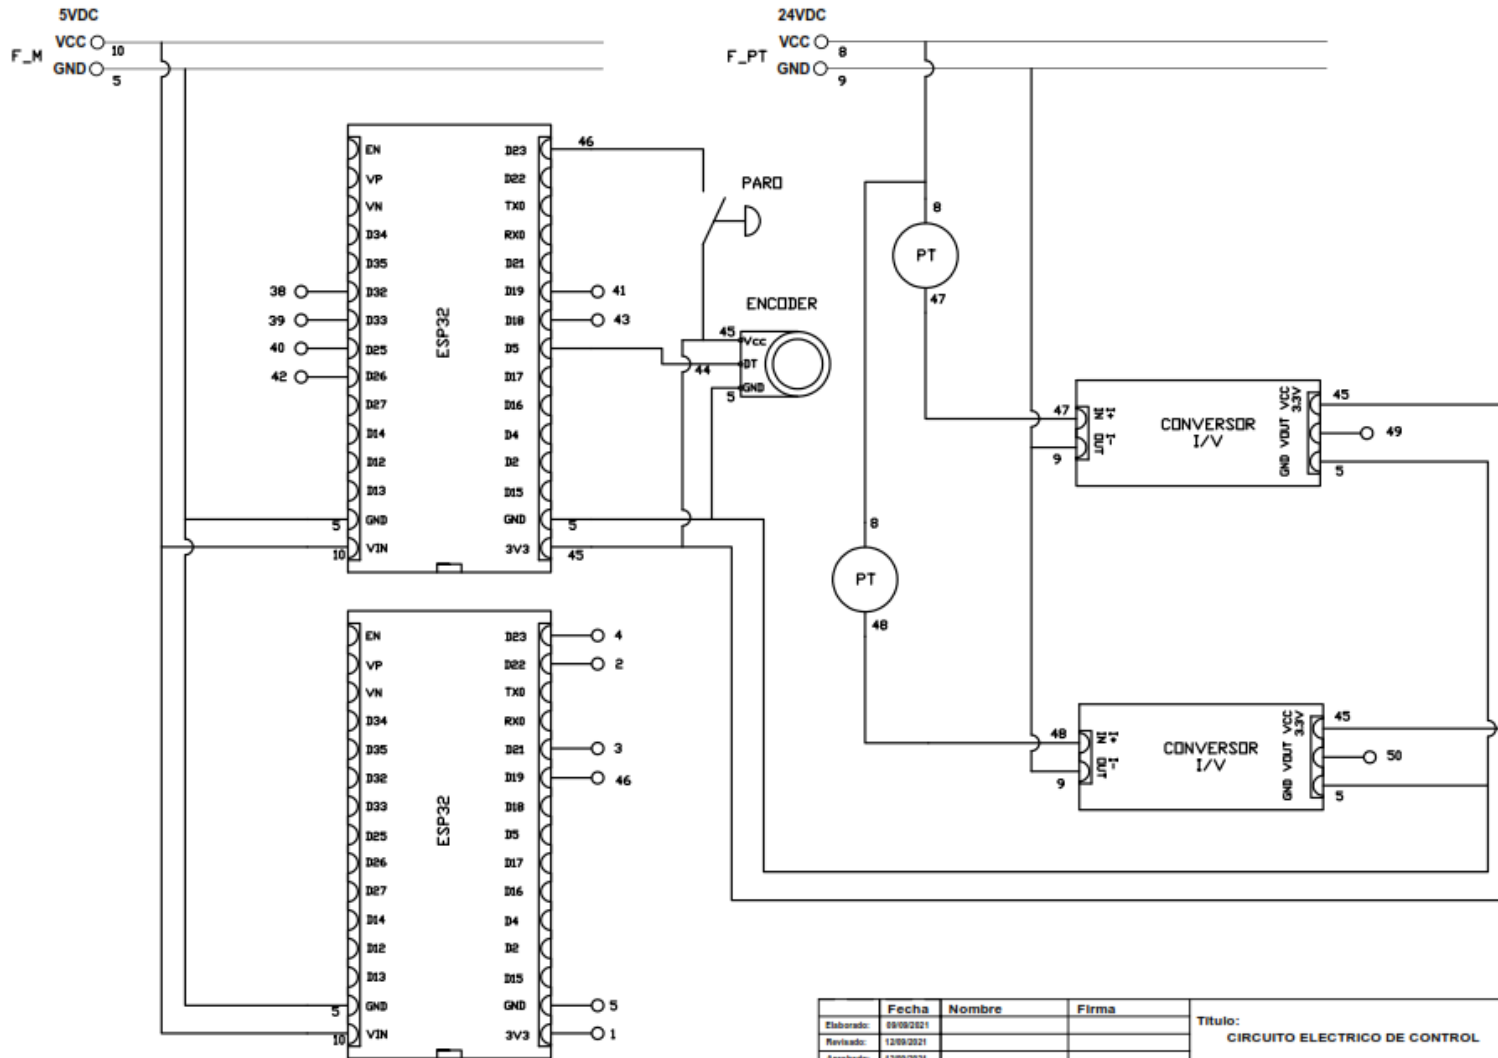 5VDC
F_M
VCC
10
GND
5
24VDC
F_PT
VCC
8
GND
9
EN
VP
VN
D34
D35
38
D32
39
D33
40
D25
42
D26
D27
D14
D12
D13
5
GND
10
VIN
ESP32
D23
46
D22
TX0
RX0
D21
D19
41
D18
43
D5
D17
D16
D4
D2
D15
GND
5
3V3
45
PARO
ENCODER
45
Vcc
44
DT
5
GND
8
PT
47
8
PT
48
47
I+
IN
9
I-
OUT
CONVERSOR
I/V
VCC
3.3V
45
VOUT
49
GND
5
48
I+
IN
9
I-
OUT
CONVERSOR
I/V
VCC
3.3V
45
VOUT
50
GND
5
EN
VP
VN
D34
D35
D32
D33
D25
D26
D27
D14
D12
D13
5
GND
10
VIN
ESP32
D23
4
D22
2
TX0
RX0
D21
3
D19
46
D18
D5
D17
D16
D4
D2
D15
GND
5
3V3
1
Fecha Nombre Firma
Elaborado: 09/09/2021
Revisado: 12/09/2021
Titulo:
CIRCUITO ELECTRICO DE CONTROL